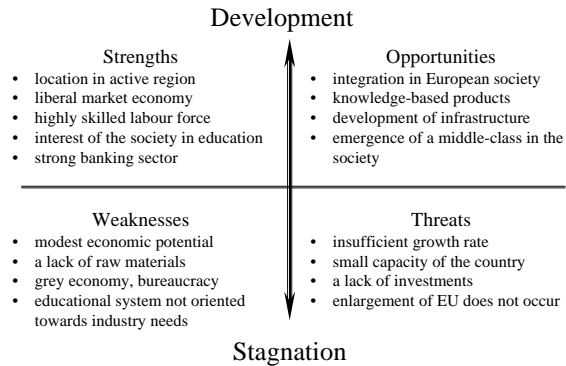 Development
Strengths
• location in active region
• liberal market economy
• highly skilled labour force
• interest of the society in education
• strong banking sector
Opportunities
• integration in European society
• knowledge-based products
• development of infrastructure
• emergence of a middle-class in the
society
Weaknesses
• modest economic potential
• a lack of raw materials
• grey economy, bureaucracy
• educational system not oriented
towards industry needs
Threats
• insufficient growth rate
• small capacity of the country
• a lack of investments
• enlargement of EU does not occur
Stagnation